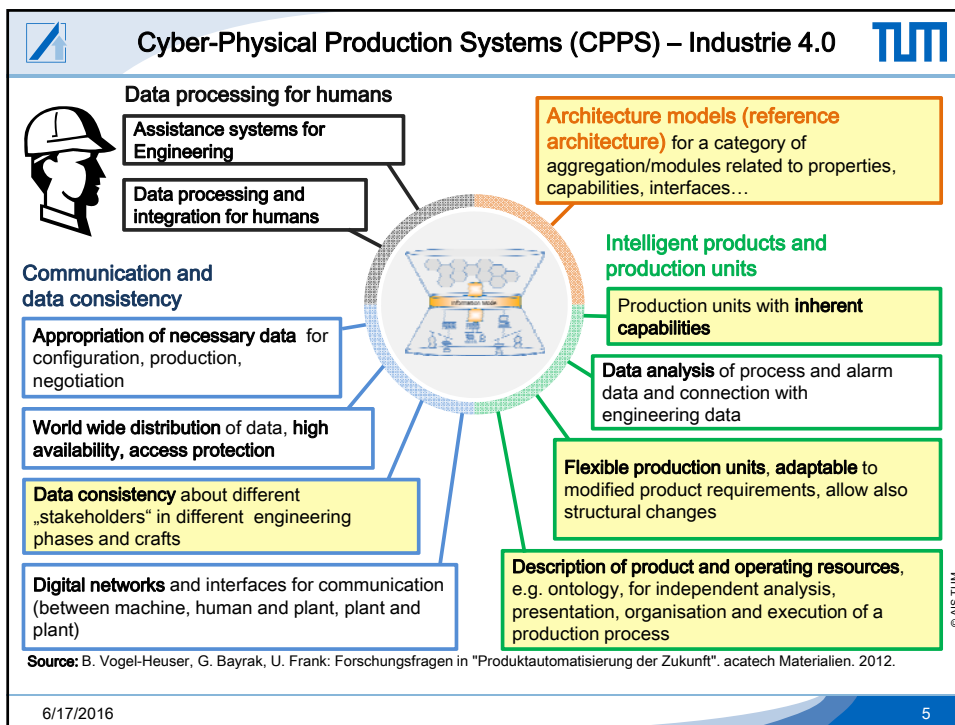 Cyber-Physical Production Systems (CPPS) – Industrie 4.0
TUM
Data processing for humans
Assistance systems for
Engineering
Data processing and
integration for humans
Architecture models (reference
architecture) for a category of
aggregation/modules related to properties,
capabilities, interfaces…
Communication and
data consistency
Appropriation of necessary data for
configuration, production,
negotiation
World wide distribution of data, high
availability, access protection
Data consistency about different
„stakeholders“ in different engineering
phases and crafts
Digital networks and interfaces for communication
(between machine, human and plant, plant and
plant)
Intelligent products and
production units
Production units with inherent
capabilities
Data analysis of process and alarm
data and connection with
engineering data
Flexible production units, adaptable to
modified product requirements, allow also
structural changes
Description of product and operating resources,
e.g. ontology, for independent analysis,
presentation, organisation and execution of a
production process
© AIS TUM
Source: B. Vogel-Heuser, G. Bayrak, U. Frank: Forschungsfragen in "Produktautomatisierung der Zukunft". acatech Materialien. 2012.
6/17/2016
5